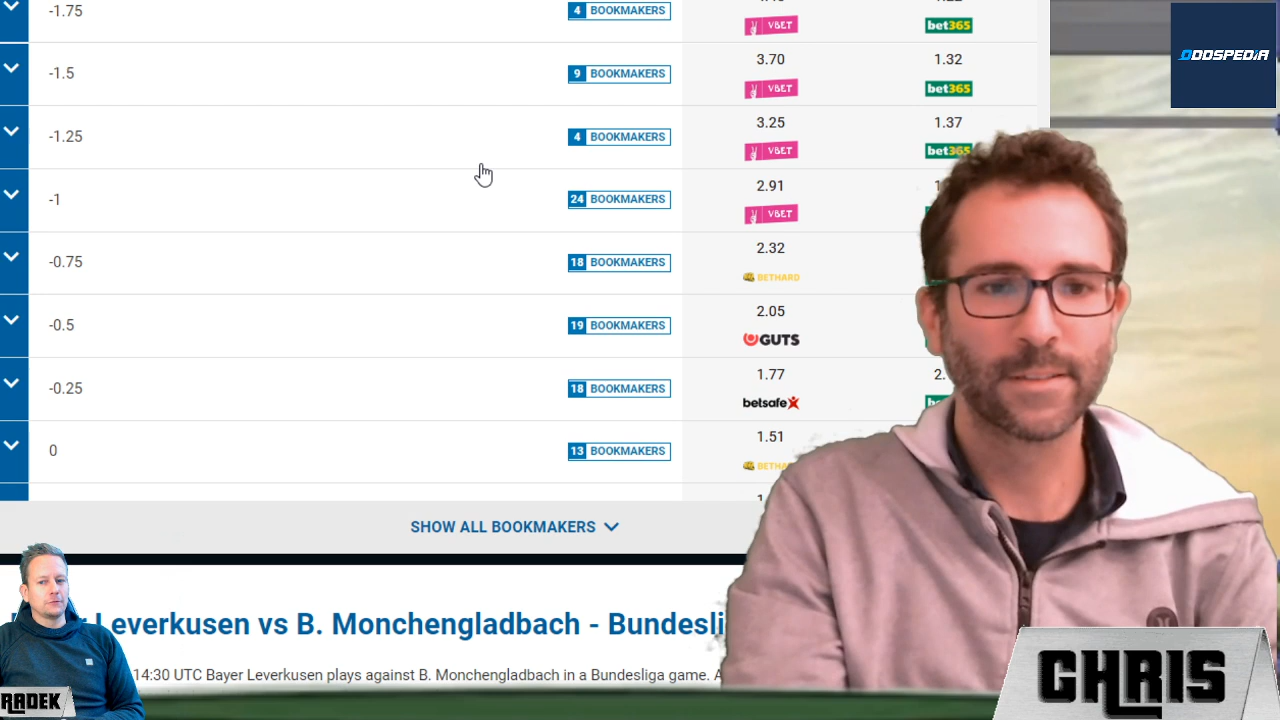 -1.75 4 BOOKMAKERS
VBET bet365
-1.5 9 BOOKMAKERS 3.70 1.32
VBET bet365
-1.25 4 BOOKMAKERS 3.25 1.37
VBET bet365
-1 24 BOOKMAKERS 2.91
VBET
-0.75 18 BOOKMAKERS 2.32
BETHARD
-0.5 19 BOOKMAKERS 2.05
GUTS
-0.25 18 BOOKMAKERS 1.77 2.
betsafe
0 13 BOOKMAKERS 1.51
SHOW ALL BOOKMAKERS
Leverkusen vs B. Monchengladbach -
14:30 UTC Bayer Leverkusen plays against B. Monchengladbach in a Bundesliga game.
ODDSPEDIA
RADEK
CHRIS